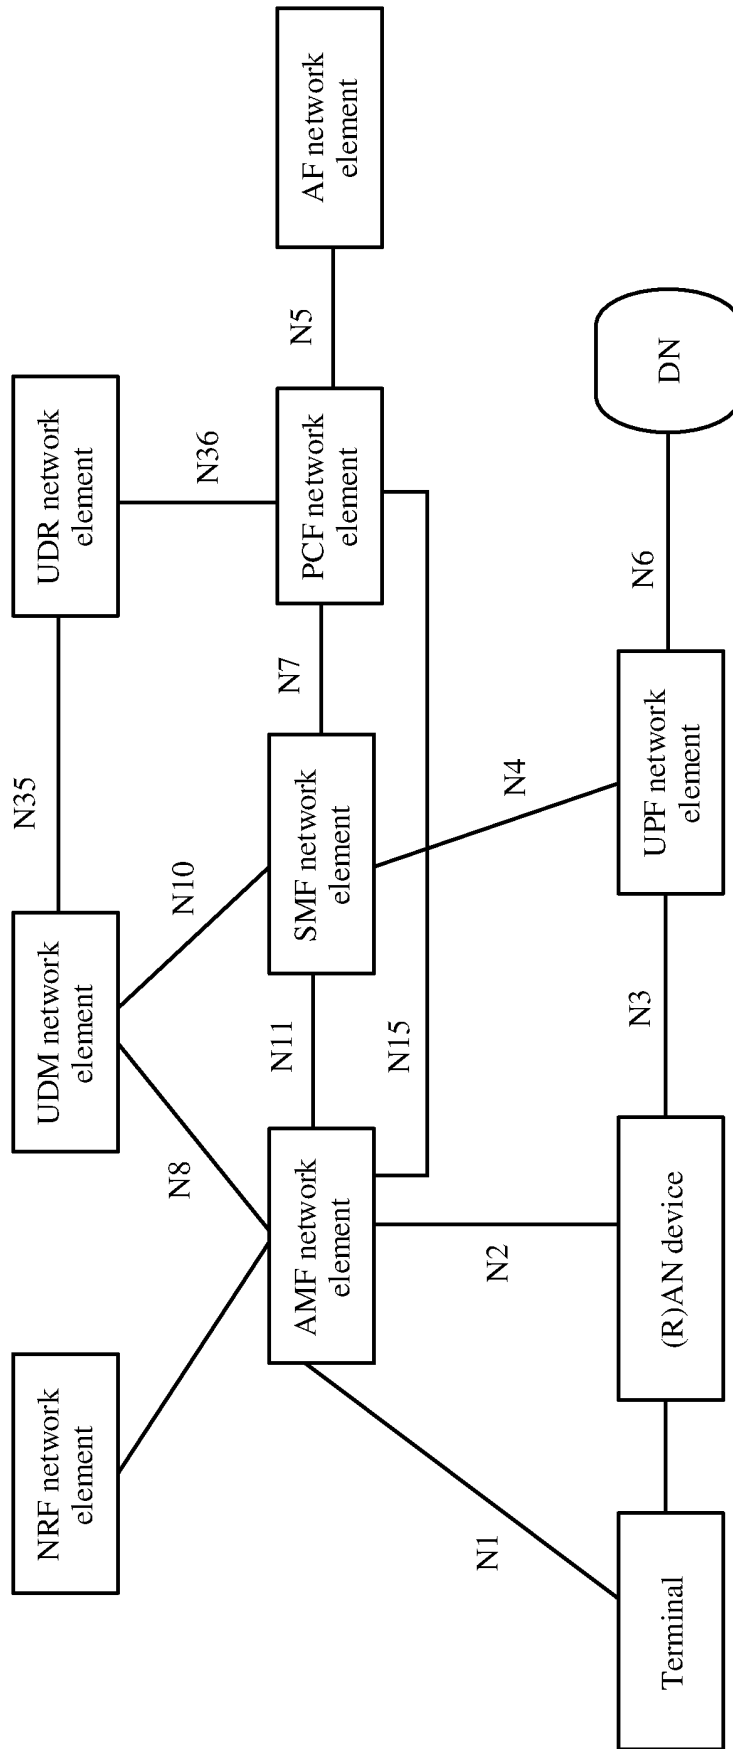 NRF network
element
UDM network
element
N35
UDR network
element
N8
N10
N36
AMF network
element
N11
SMF network
element
N7
PCF network
element
N5
AF network
element
N15
N1
N2
N4
Terminal
(R)AN device
N3
UPF network
element
N6
DN